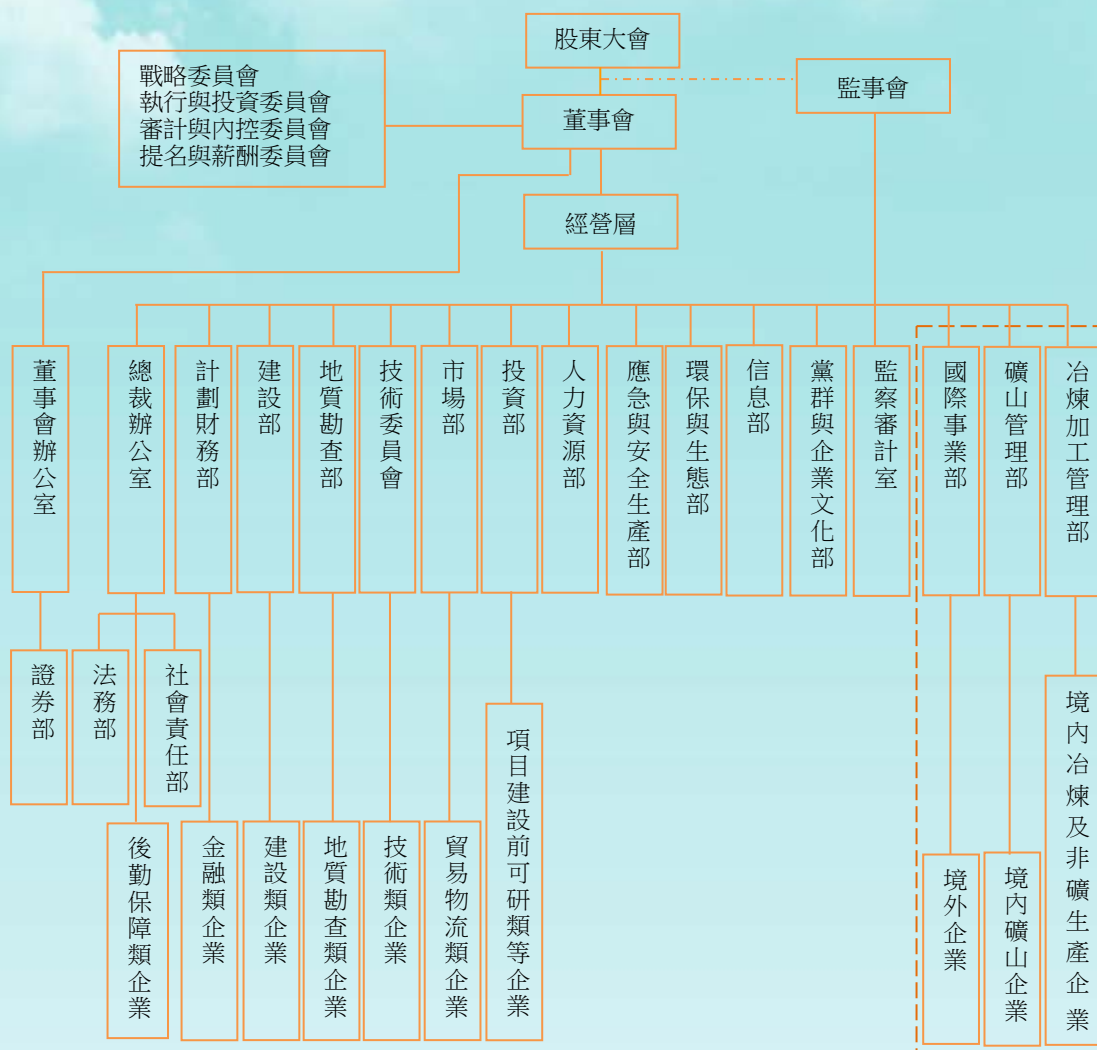 股東大會
戰略委員會
執行與投資委員會
審計與內控委員會
提名與薪酬委員會
監事會
董事會
經營層
董事會辦公室
總裁辦公室
計劃財務部
建設部
地質勘查部
技術委員會
市場部
投資部
人力資源部
應急與安全生產部
環保與生態部
信息部
黨群與企業文化部
監察審計室
國際事業部
礦山管理部
冶煉加工管理部
證券部
法務部
社會責任部
後勤保障類企業
金融類企業
建設類企業
地質勘查類企業
技術類企業
貿易物流類企業
項目建設前可研類等企業
境外企業
境內礦山企業
境內冶煉及非礦生產企業